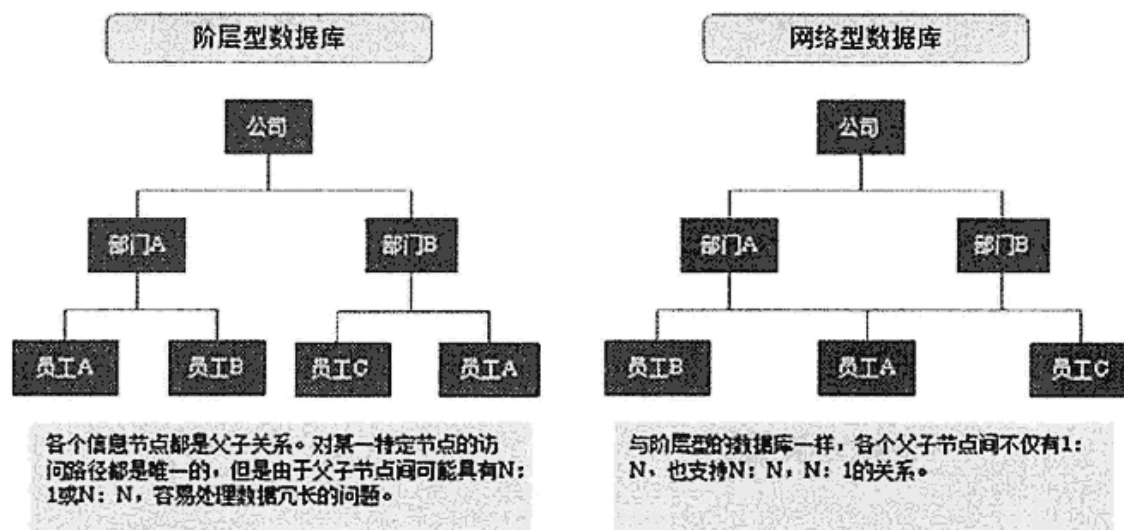 阶层型数据库
公司
部门A
部门B
员工A
员工B
员工C
员工A
各个信息节点都是父子关系。对某一特定节点的访
问路径都是唯一的，但是由于父子节点间可能具有N：
1或N：N，容易处理数据冗长的问题。
网络型数据库
公司
部门A
部门B
员工B
员工A
员工C
与阶层型的数据库一样，各个父子节点间不仅有1：
N，也支持N：N，N：1的关系。